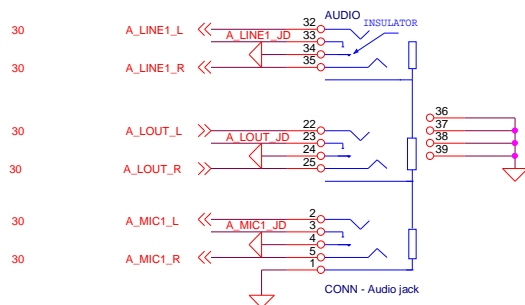 AUDIO
INSULATOR
30 A_LINE1_L 32
A_LINE1_JD 33
34
30 A_LINE1_R 35
36
37
38
39
30 A_LOUT_L 22
A_LOUT_JD 23
24
30 A_LOUT_R 25
30 A_MIC1_L 2
A_MIC1_JD 3
4
30 A_MIC1_R 5
1
CONN - Audio jack